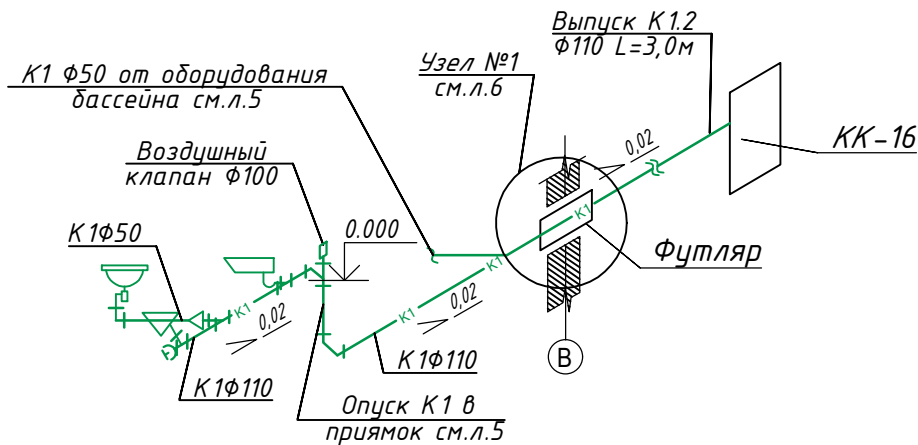 Выпуск К1.2
Ф110 L=3,0м
Узел №1
см.л.6
К1 Ф50 от оборудования
бассейна см.л.5
КК-16
0,02
Воздушный
клапан Ф100
К1
0.000
К1Ф50
Футляр
К1
0,02
К1
0,02
К1Ф110
К1Ф110
В
Опуск К1 в
приямок см.л.5